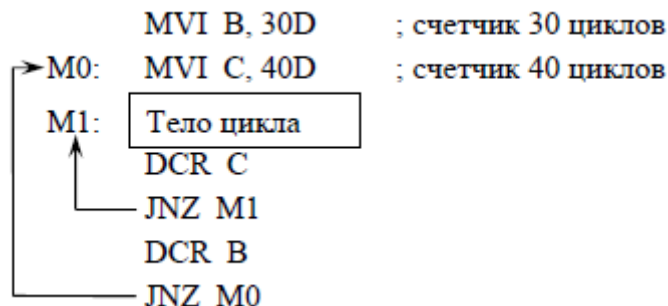 MVI B, 30D ; счетчик 30 циклов
M0: MVI C, 40D ; счетчик 40 циклов
M1: Тело цикла
DCR C
JNZ M1
DCR B
JNZ M0